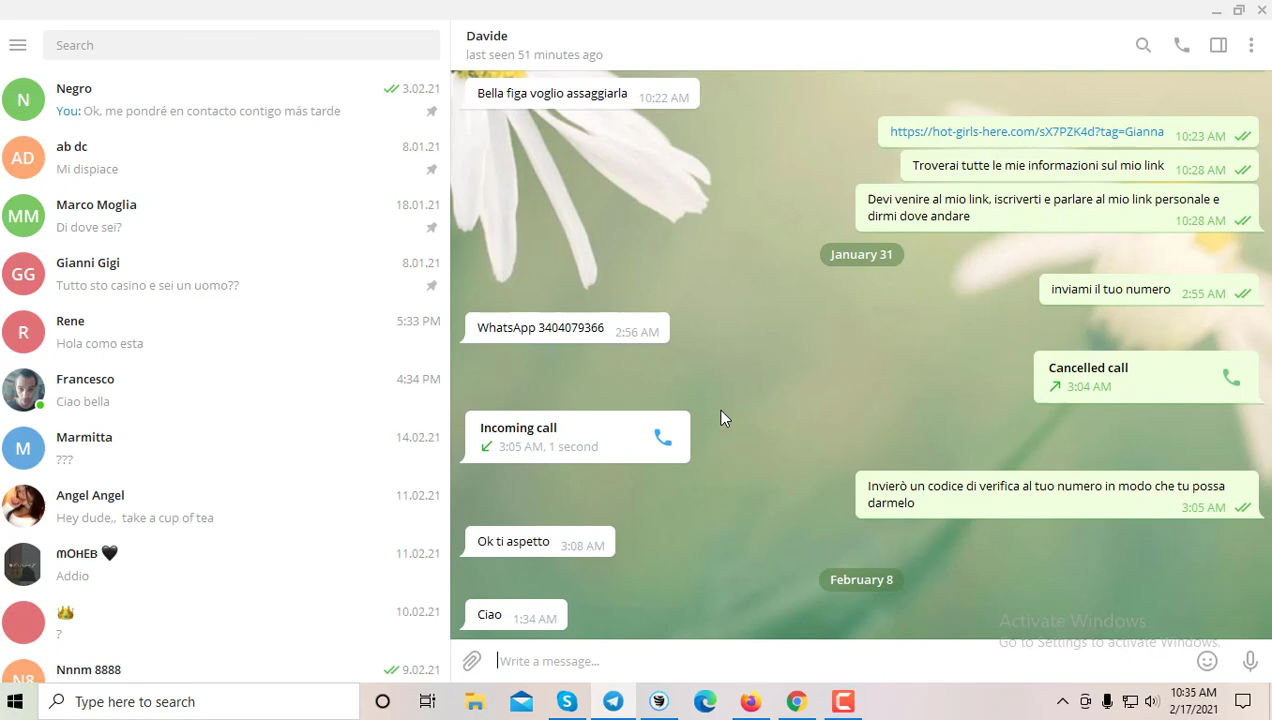 Search
Negro
3.02.21
You: Ok, me pondré en contacto contigo más tarde
ab dc
8.01.21
AD
Mi dispiace
Marco Moglia
18.01.21
MM
Di dove sei?
Gianni Gigi
8.01.21
GG
Tutto sto casino e sei un uomo??
Rene
5:33 PM
R
Hola como esta
Francesco
4:34 PM
Ciao bella
Marmitta
14.02.21
M
???
Angel Angel
11.02.21
Hey dude,, take a cup of tea
mOHEB 🖤
11.02.21
Addio
👑
10.02.21
?
Nnnm 8888
9.02.21
N8
N
Davide
last seen 51 minutes ago
Bella figa voglio assaggiarla 10:22 AM
https://hot-girls-here.com/sX7PZK4d?tag=Gianna 10:23 AM
Troverai tutte le mie informazioni sul mio link 10:28 AM
Devi venire al mio link, iscriverti e parlare al mio link personale e
dirmi dove andare
10:28 AM
January 31
inviami il tuo numero 2:55 AM
WhatsApp 3404079366 2:56 AM
Cancelled call
3:04 AM
Incoming call
3:05 AM, 1 second
Invierò un codice di verifica al tuo numero in modo che tu possa
darmelo
3:05 AM
Ok ti aspetto 3:08 AM
February 8
Ciao 1:34 AM
Activate Windows
Go to Settings to activate Windows.
Write a message...
Type here to search
10:35 AM
2/17/2021